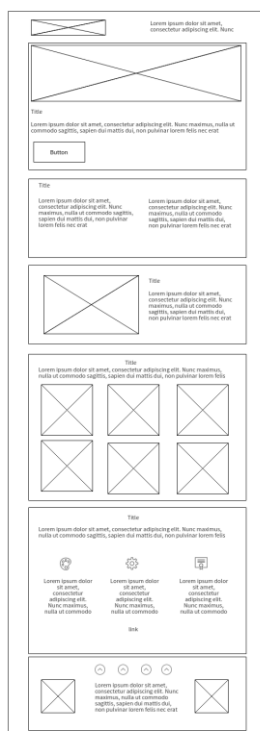 Lorem ipsum dolor sit amet,
consectetur adipiscing elit. Nunc
Title
Lorem ipsum dolor sit amet, consectetur adipiscing elit. Nunc maximus, nulla ut
commodo sagittis, sapien dui mattis dui, non pulvinar lorem felis nec erat
Button
Title
Lorem ipsum dolor sit amet,
consectetur adipiscing elit. Nunc
maximus, nulla ut commodo sagittis,
sapien dui mattis dui, non pulvinar
lorem felis nec erat
Lorem ipsum dolor sit amet,
consectetur adipiscing elit. Nunc
maximus, nulla ut commodo
sagittis, sapien dui mattis dui,
non pulvinar lorem felis nec erat
Title
Lorem ipsum dolor sit amet,
consectetur adipiscing elit. Nunc
maximus, nulla ut commodo
sagittis, sapien dui mattis dui,
non pulvinar lorem felis nec erat
Title
Lorem ipsum dolor sit amet, consectetur adipiscing elit. Nunc maximus,
nulla ut commodo sagittis, sapien dui mattis dui, non pulvinar lorem felis
Title
Lorem ipsum dolor sit amet, consectetur adipiscing elit. Nunc maximus,
nulla ut commodo sagittis, sapien dui mattis dui, non pulvinar lorem felis
Lorem ipsum dolor
sit amet,
consectetur
adipiscing elit.
Nunc maximus,
nulla ut commodo
Lorem ipsum dolor
sit amet,
consectetur
adipiscing elit.
Nunc maximus,
nulla ut commodo
Lorem ipsum dolor
sit amet,
consectetur
adipiscing elit.
Nunc maximus,
nulla ut commodo
link
Lorem ipsum dolor sit amet,
consectetur adipiscing elit. Nunc
maximus, nulla ut commodo
sagittis, sapien dui mattis dui,
non pulvinar lorem felis nec erat